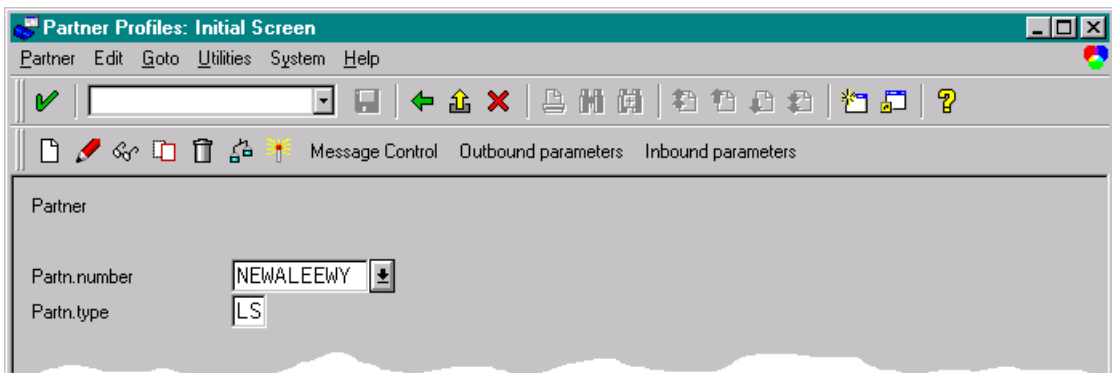 Partner Profiles: Initial Screen
Partner Edit Goto Utilities System Help
Message Control Outbound parameters Inbound parameters
Partner
Partn.number NEWALEEWY
Partn.type LS